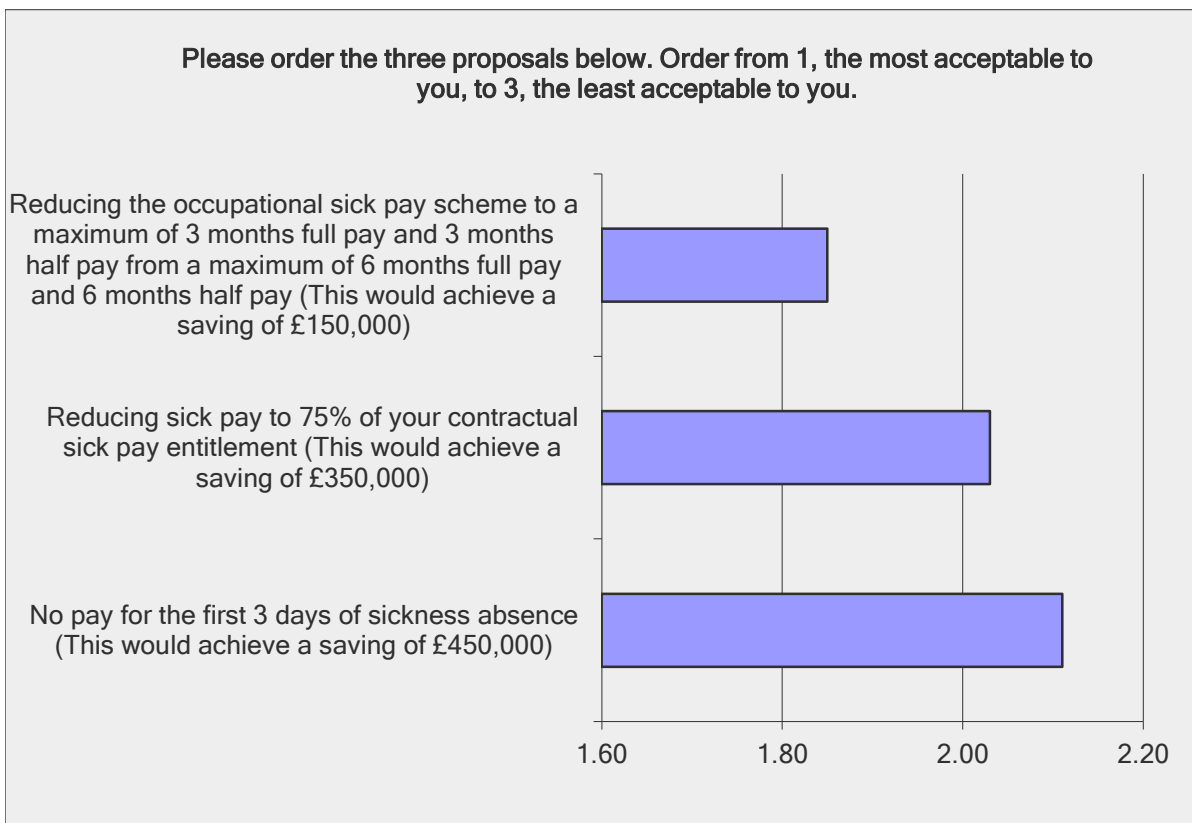 Please order the three proposals below. Order from 1, the most acceptable to
you, to 3, the least acceptable to you.
Reducing the occupational sick pay scheme to a
maximum of 3 months full pay and 3 months
half pay from a maximum of 6 months full pay
and 6 months half pay (This would achieve a
saving of £150,000)
Reducing sick pay to 75% of your contractual
sick pay entitlement (This would achieve a
saving of £350,000)
No pay for the first 3 days of sickness absence
(This would achieve a saving of £450,000)
1.60 1.80 2.00 2.20